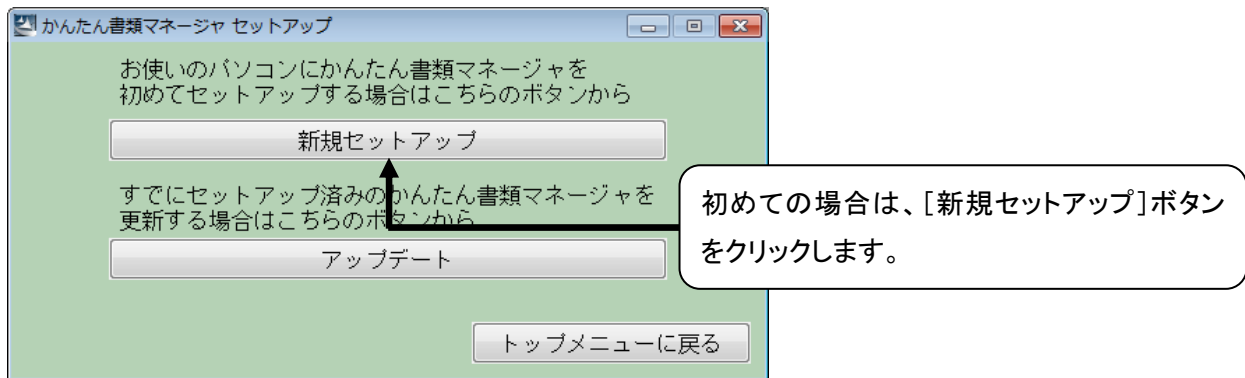 かんたん書類マネージャ セットアップ
お使いのパソコンにかんたん書類マネージャを
初めてセットアップする場合はこちらのボタンから
新規セットアップ
すでにセットアップ済みのかんたん書類マネージャを
更新する場合はこちらのボタンから
アップデート
トップメニューに戻る
初めての場合は、[新規セットアップ]ボタン
をクリックします。